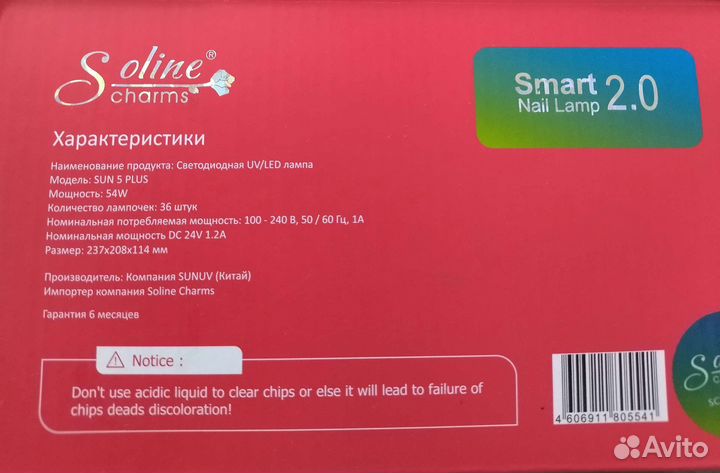 Soline®
charms
Smart
Nail Lamp 2.0
Характеристики
Наименование продукта: Светодиодная UV/LED лампа
Модель: SUN 5 PLUS
Мощность: 54W
Количество лампочек: 36 штук
Номинальная потребляемая мощность: 100 - 240 В, 50 / 60 Гц, 1А
Номинальная мощность DC 24V 1.2A
Размер: 237x208x114 мм
Производитель: Компания SUNUV (Китай)
Импортер компания Soline Charms
Гарантия 6 месяцев
Notice :
Don't use acidic liquid to clear chips or else it will lead to failure of
chips deads discoloration!
4 606911 805541
Avito